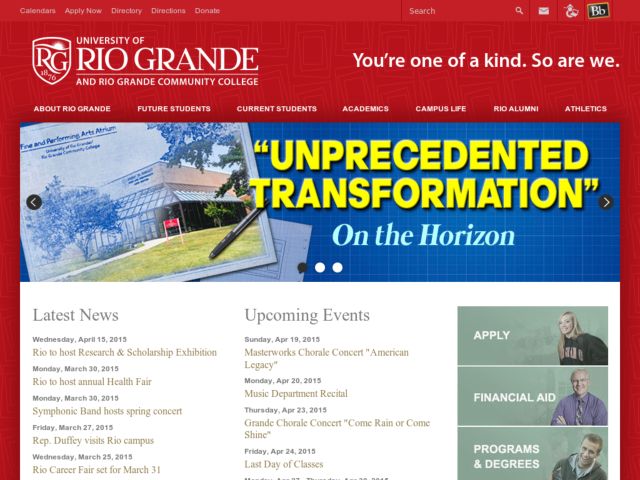 Calendars Apply Now Directory Directions Donate
Search
Bb
UNIVERSITY OF
RG RIO GRANDE
1876
AND RIO GRANDE COMMUNITY COLLEGE
You're one of a kind. So are we.
ABOUT RIO GRANDE FUTURE STUDENTS CURRENT STUDENTS ACADEMICS CAMPUS LIFE RIO ALUMNI ATHLETICS
Fine and Performing Arts Atrium
University of Rio Grande/
Rio Grande Community College
"UNPRECEDENTED
TRANSFORMATION"
On the Horizon
Latest News
Wednesday, April 15, 2015
Rio to host Research & Scholarship Exhibition
Monday, March 30, 2015
Rio to host annual Health Fair
Monday, March 30, 2015
Symphonic Band hosts spring concert
Friday, March 27, 2015
Rep. Duffey visits Rio campus
Wednesday, March 25, 2015
Rio Career Fair set for March 31
Upcoming Events
Sunday, Apr 19, 2015
Masterworks Chorale Concert "American
Legacy"
Monday, Apr 20, 2015
Music Department Recital
Thursday, Apr 23, 2015
Grande Chorale Concert "Come Rain or Come
Shine"
Friday, Apr 24, 2015
Last Day of Classes
APPLY
FINANCIAL AID
PROGRAMS
& DEGREES